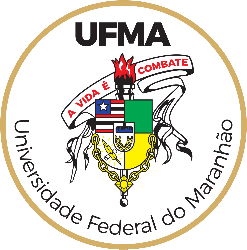 UFMA
A VIDA É COMBATE
Universidade Federal do Maranhão